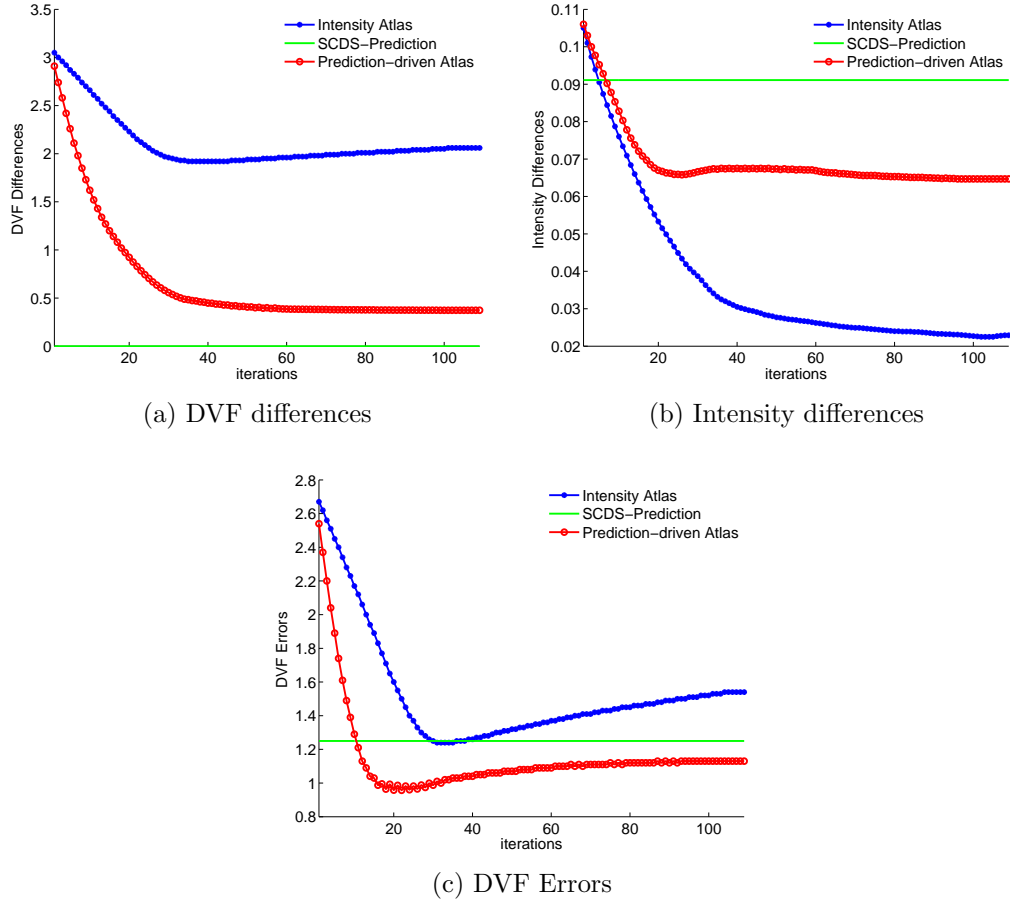 3.5
3
2.5
2
1.5
1
0.5
0
DVF Differences
20 40 60 80 100
iterations
Intensity Atlas
SCDS-Prediction
Prediction-driven Atlas
(a) DVF differences
0.11
0.1
0.09
0.08
0.07
0.06
0.05
0.04
0.03
0.02
Intensity Differences
20 40 60 80 100
iterations
Intensity Atlas
SCDS-Prediction
Prediction-driven Atlas
(b) Intensity differences
2.8
2.6
2.4
2.2
2
1.8
1.6
1.4
1.2
1
0.8
DVF Errors
20 40 60 80 100
iterations
Intensity Atlas
SCDS-Prediction
Prediction-driven Atlas
(c) DVF Errors